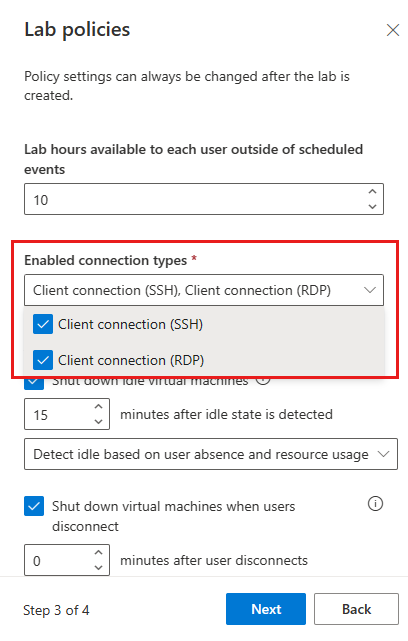 Lab policies
Policy settings can always be changed after the lab is
created.
Lab hours available to each user outside of scheduled
events
10
Enabled connection types *
Client connection (SSH), Client connection (RDP)
Client connection (SSH)
Client connection (RDP)
Shut down idle virtual machines
15 minutes after idle state is detected
Detect idle based on user absence and resource usage
Shut down virtual machines when users
disconnect
0 minutes after user disconnects
Step 3 of 4 Next Back